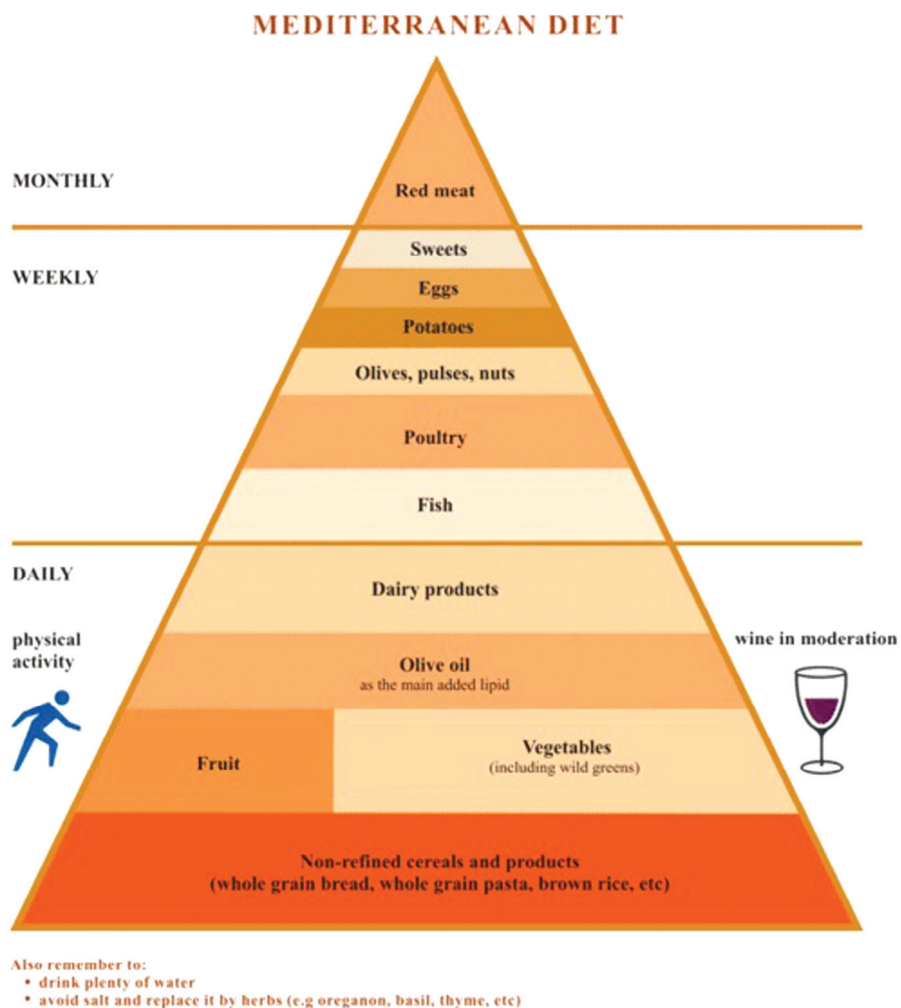 MEDITERRANEAN DIET
MONTHLY
Red meat
Sweets
WEEKLY
Eggs
Potatoes
Olives, pulses, nuts
Poultry
Fish
DAILY
Dairy products
physical
activity
wine in moderation
Olive oil
as the main added lipid
Fruit
Vegetables
(including wild greens)
Non-refined cereals and products
(whole grain bread, whole grain pasta, brown rice, etc)
Also remember to:
• drink plenty of water
• avoid salt and replace it by herbs (e.g oreganon, basil, thyme, etc)